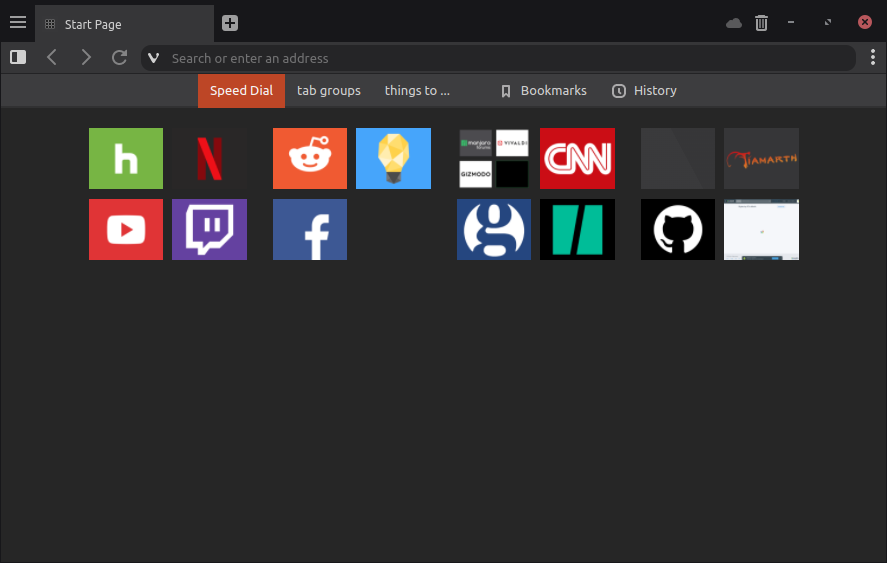 Start Page
Search or enter an address
Speed Dial
tab groups
things to ...
Bookmarks
History
h
N
manjaro
VIVALDI
GIZMODO
CNN
TIAMARTH
f
g